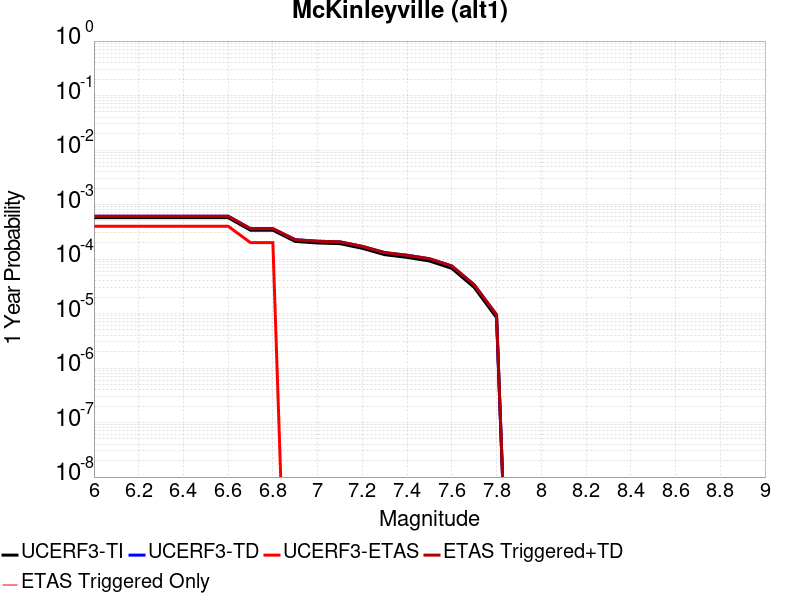 McKinleyville (alt1)
1 Year Probability
10^0
10^-1
10^-2
10^-3
10^-4
10^-5
10^-6
10^-7
10^-8
6 6.2 6.4 6.6 6.8 7 7.2 7.4 7.6 7.8 8 8.2 8.4 8.6 8.8 9
Magnitude
UCERF3-TI UCERF3-TD UCERF3-ETAS ETAS Triggered+TD
ETAS Triggered Only